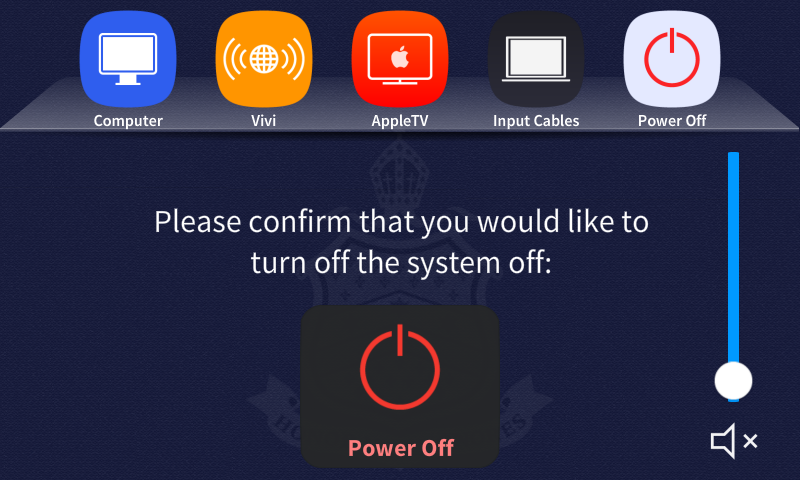 Computer
Vivi
AppleTV
Input Cables
Power Off
Please confirm that you would like to
turn off the system off:
Power Off